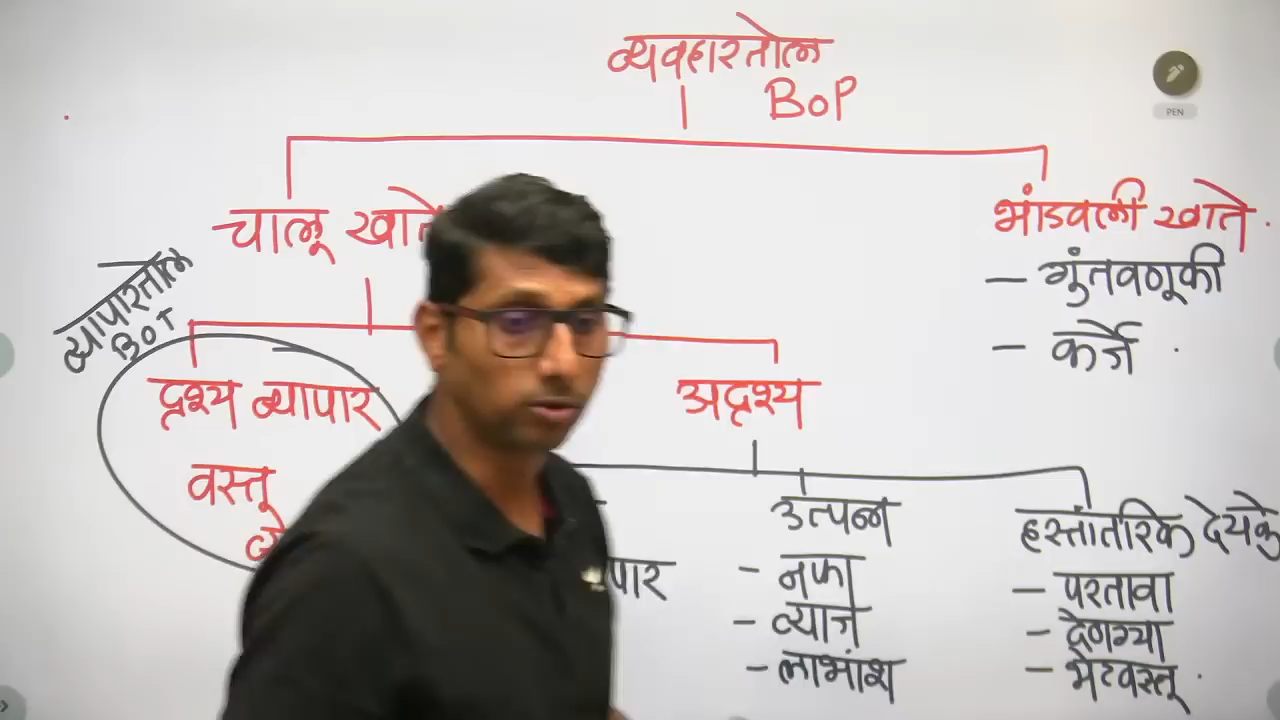 व्यवहारतोल
BOP
PEN
चालू खाते
भांडवली खाते
व्यापारतोल
BOT
— गुंतवणूकी
— कर्जे
दृश्य व्यापार
अदृश्य
वस्तू
उत्पन्न
हस्तांतरित देयके
- नफा
- व्याज
- लाभांश
— परतावा
- देणग्या
- भेटवस्तू